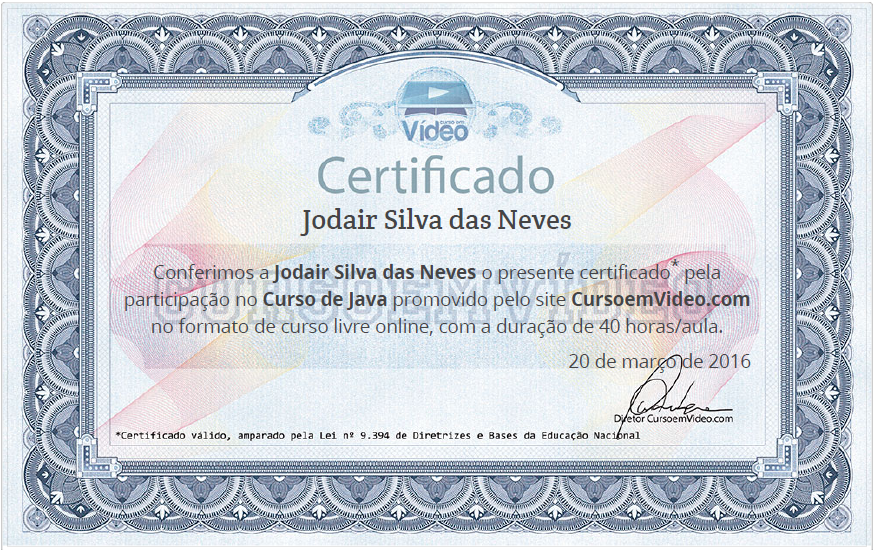 curso em
Vídeo
Certificado
Jodair Silva das Neves
CURSOEMVÍDEO
Conferimos a Jodair Silva das Neves o presente certificado* pela
participação no Curso de Java promovido pelo site CursoemVideo.com
no formato de curso livre online, com a duração de 40 horas/aula.
20 de março de 2016
Diretor CursoemVideo.com
*Certificado válido, amparado pela Lei nº 9.394 de Diretrizes e Bases da Educação Nacional